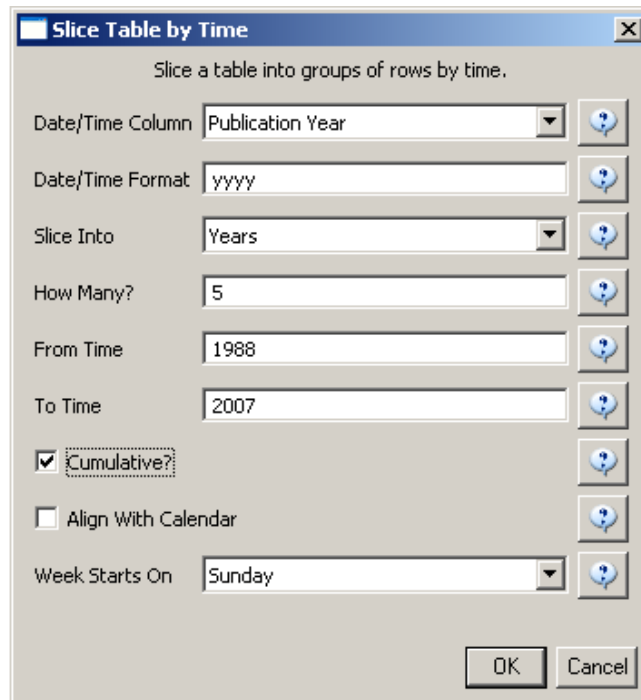 Slice Table by Time
Slice a table into groups of rows by time.
Date/Time Column Publication Year
Date/Time Format yyyy
Slice Into Years
How Many? 5
From Time 1988
To Time 2007
Cumulative?
Align With Calendar
Week Starts On Sunday
OK Cancel